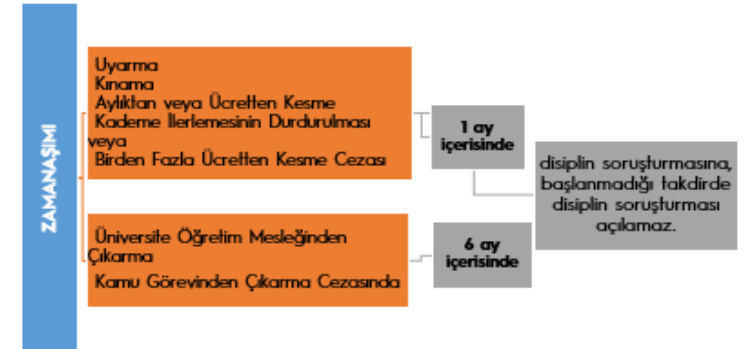 ZAMANAŞIMI
Uyarma
Kınama
Aylıktan veya Ücretten Kesme
Kademe İlerlemesinin Durdurulması
veya
Birden Fazla Ücretten Kesme Cezası
1 ay
içerisinde
disiplin soruşturmasına,
başlanmadığı takdirde
disiplin soruşturması
açılamaz.
Üniversite Öğretim Mesleğinden
Çıkarma
Kamu Görevinden Çıkarma Cezasında
6 ay
içerisinde